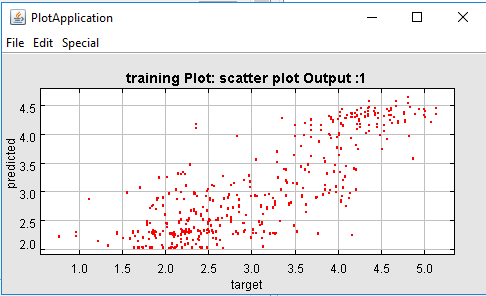 PlotApplication
File Edit Special
training Plot: scatter plot Output :1
4.5
4.0
3.5
3.0
2.5
2.0
predicted
1.0 1.5 2.0 2.5 3.0 3.5 4.0 4.5 5.0
target